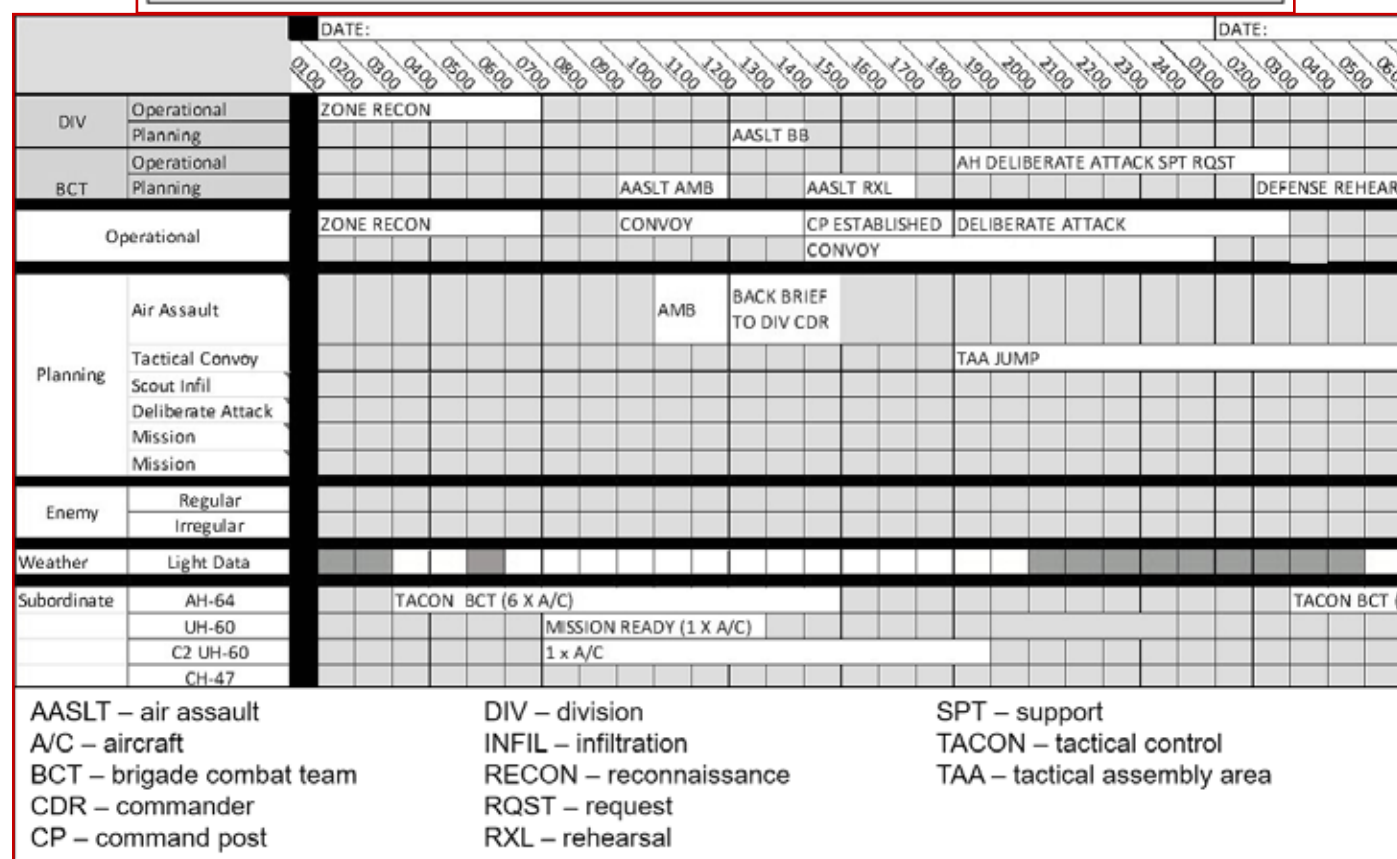 DATE: DATE:
0100 0200 0300 0400 0500 0600 0700 0800 0900 1000 1100 1200 1300 1400 1500 1600 1700 1800 1900 2000 2100 2200 2300 2400 0100 0200 0300 0400 0500
DIV
Operational ZONE RECON
Planning AASLT BB
BCT
Operational AH DELIBERATE ATTACK SPT RQST
Planning AASLT AMB AASLT RXL DEFENSE REHEAR
Operational
ZONE RECON CONVOY CP ESTABLISHED DELIBERATE ATTACK
CONVOY
Planning
Air Assault AMB BACK BRIEF
TO DIV CDR
Tactical Convoy TAA JUMP
Scout Infil
Deliberate Attack
Mission
Mission
Enemy
Regular
Irregular
Weather Light Data
Subordinate AH-64 TACON BCT (6 X A/C) TACON BCT (
UH-60 MISSION READY (1 X A/C)
C2 UH-60 1 x A/C
CH-47
AASLT – air assault
A/C – aircraft
BCT – brigade combat team
CDR – commander
CP – command post
DIV – division
INFIL – infiltration
RECON – reconnaissance
RQST – request
RXL – rehearsal
SPT – support
TACON – tactical control
TAA – tactical assembly area